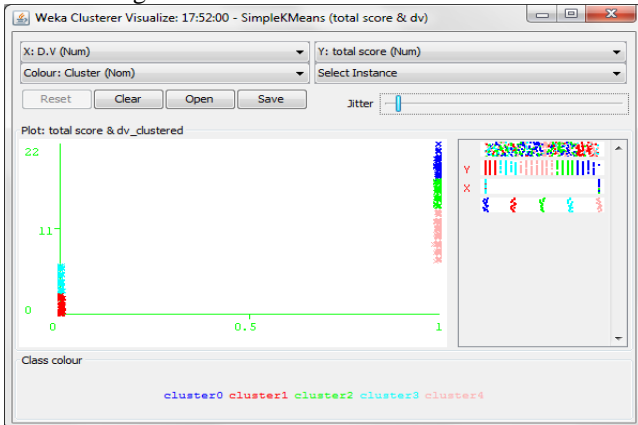 Weka Clusterer Visualize: 17:52:00 - SimpleKMeans (total score & dv)
X: D.V (Num) Y: total score (Num)
Colour: Cluster (Nom) Select Instance
Reset Clear Open Save Jitter
Plot: total score & dv_clustered
22
Y
X
11
0
0 0.5 1
Class colour
cluster0 cluster1 cluster2 cluster3 cluster4